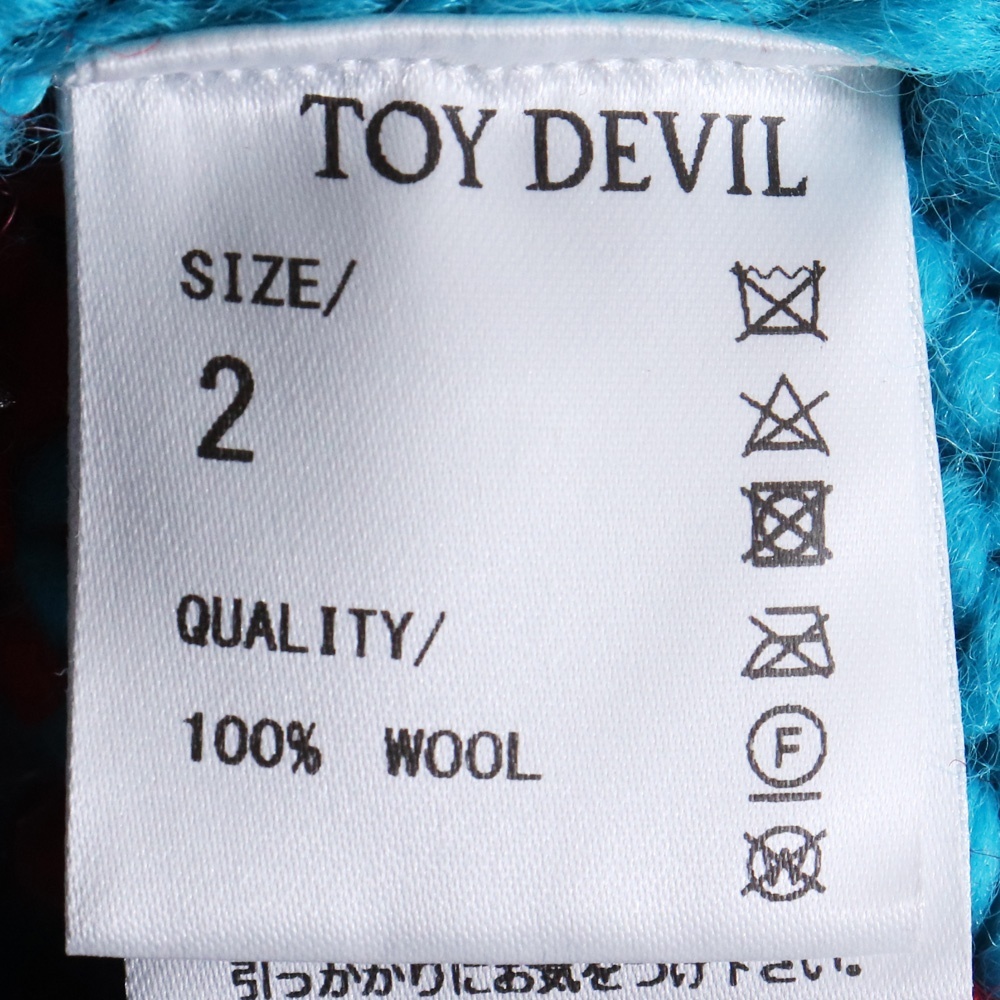 TOY DEVIL
SIZE/
2
QUALITY/
100% WOOL
F
W
引っかかりにお気をつけ下さい。